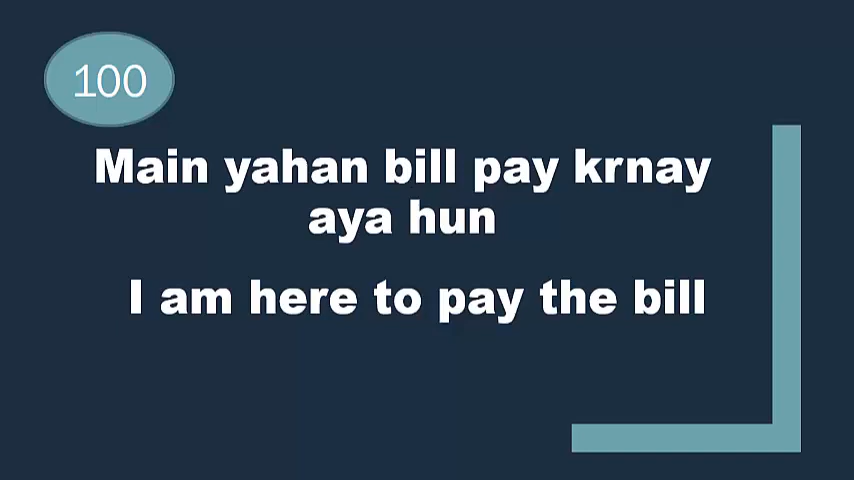 100
Main yahan bill pay krnay
aya hun
I am here to pay the bill